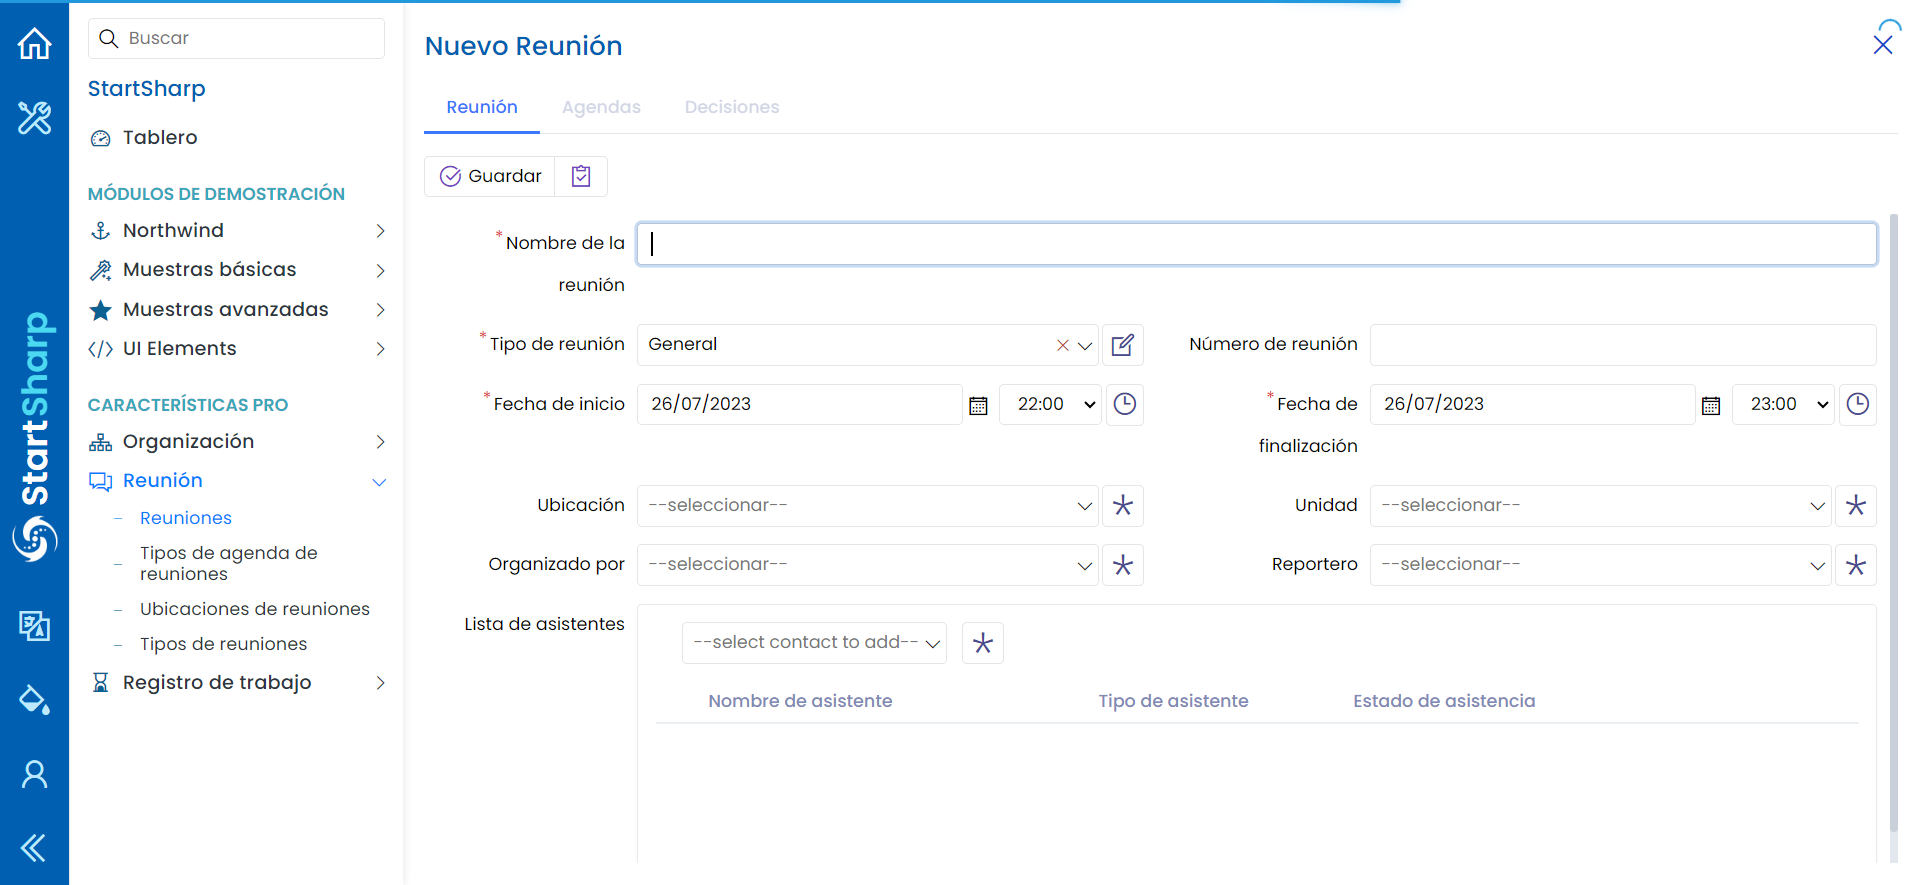 Buscar
StartSharp
Tablero
MÓDULOS DE DEMOSTRACIÓN
Northwind
Muestras básicas
Muestras avanzadas
UI Elements
CARACTERÍSTICAS PRO
Organización
Reunión
Reuniones
Tipos de agenda de
reuniones
Ubicaciones de reuniones
Tipos de reuniones
Registro de trabajo
StartSharp
Nuevo Reunión
Reunión Agendas Decisiones
Guardar
*Nombre de la
reunión
*Tipo de reunión General Número de reunión
*Fecha de inicio 26/07/2023 22:00 *Fecha de 26/07/2023 23:00
finalización
Ubicación --seleccionar-- Unidad --seleccionar--
Organizado por --seleccionar-- Reportero --seleccionar--
Lista de asistentes
--select contact to add--
Nombre de asistente Tipo de asistente Estado de asistencia